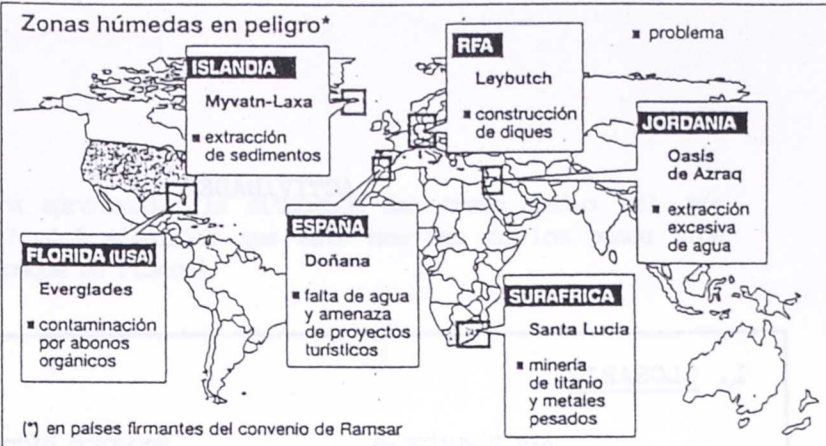 Zonas húmedas en peligro*
▪ problema
ISLANDIA
Myvatn-Laxa
▪ extracción
de sedimentos
RFA
Leybutch
▪ construcción
de diques
JORDANIA
Oasis
de Azraq
▪ extracción
excesiva
de agua
FLORIDA (USA)
Everglades
▪ contaminación
por abonos
orgánicos
ESPAÑA
Doñana
▪ falta de agua
y amenaza
de proyectos
turísticos
SURAFRICA
Santa Lucia
▪ minería
de titanio
y metales
pesados
(*) en países firmantes del convenio de Ramsar